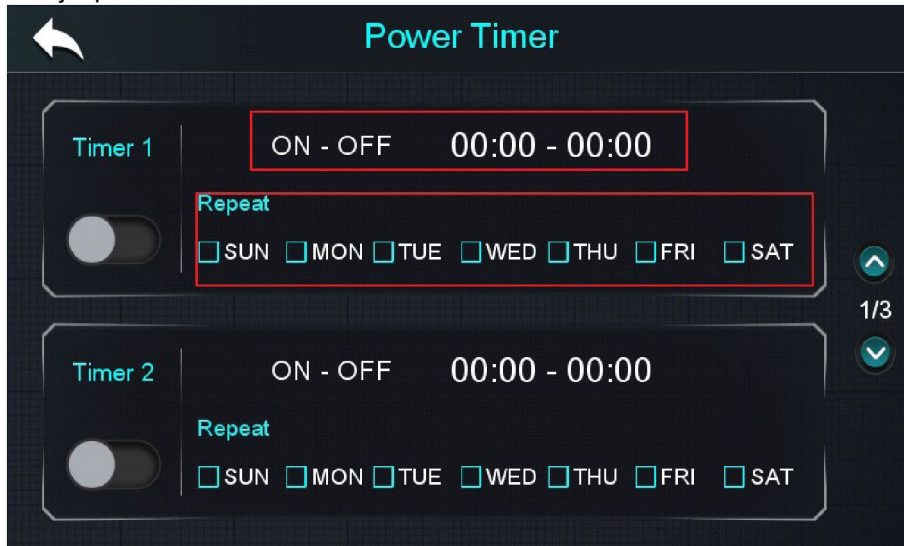 Power Timer
Timer 1
ON - OFF 00:00 - 00:00
Repeat
SUN MON TUE WED THU FRI SAT
1/3
Timer 2
ON - OFF 00:00 - 00:00
Repeat
SUN MON TUE WED THU FRI SAT